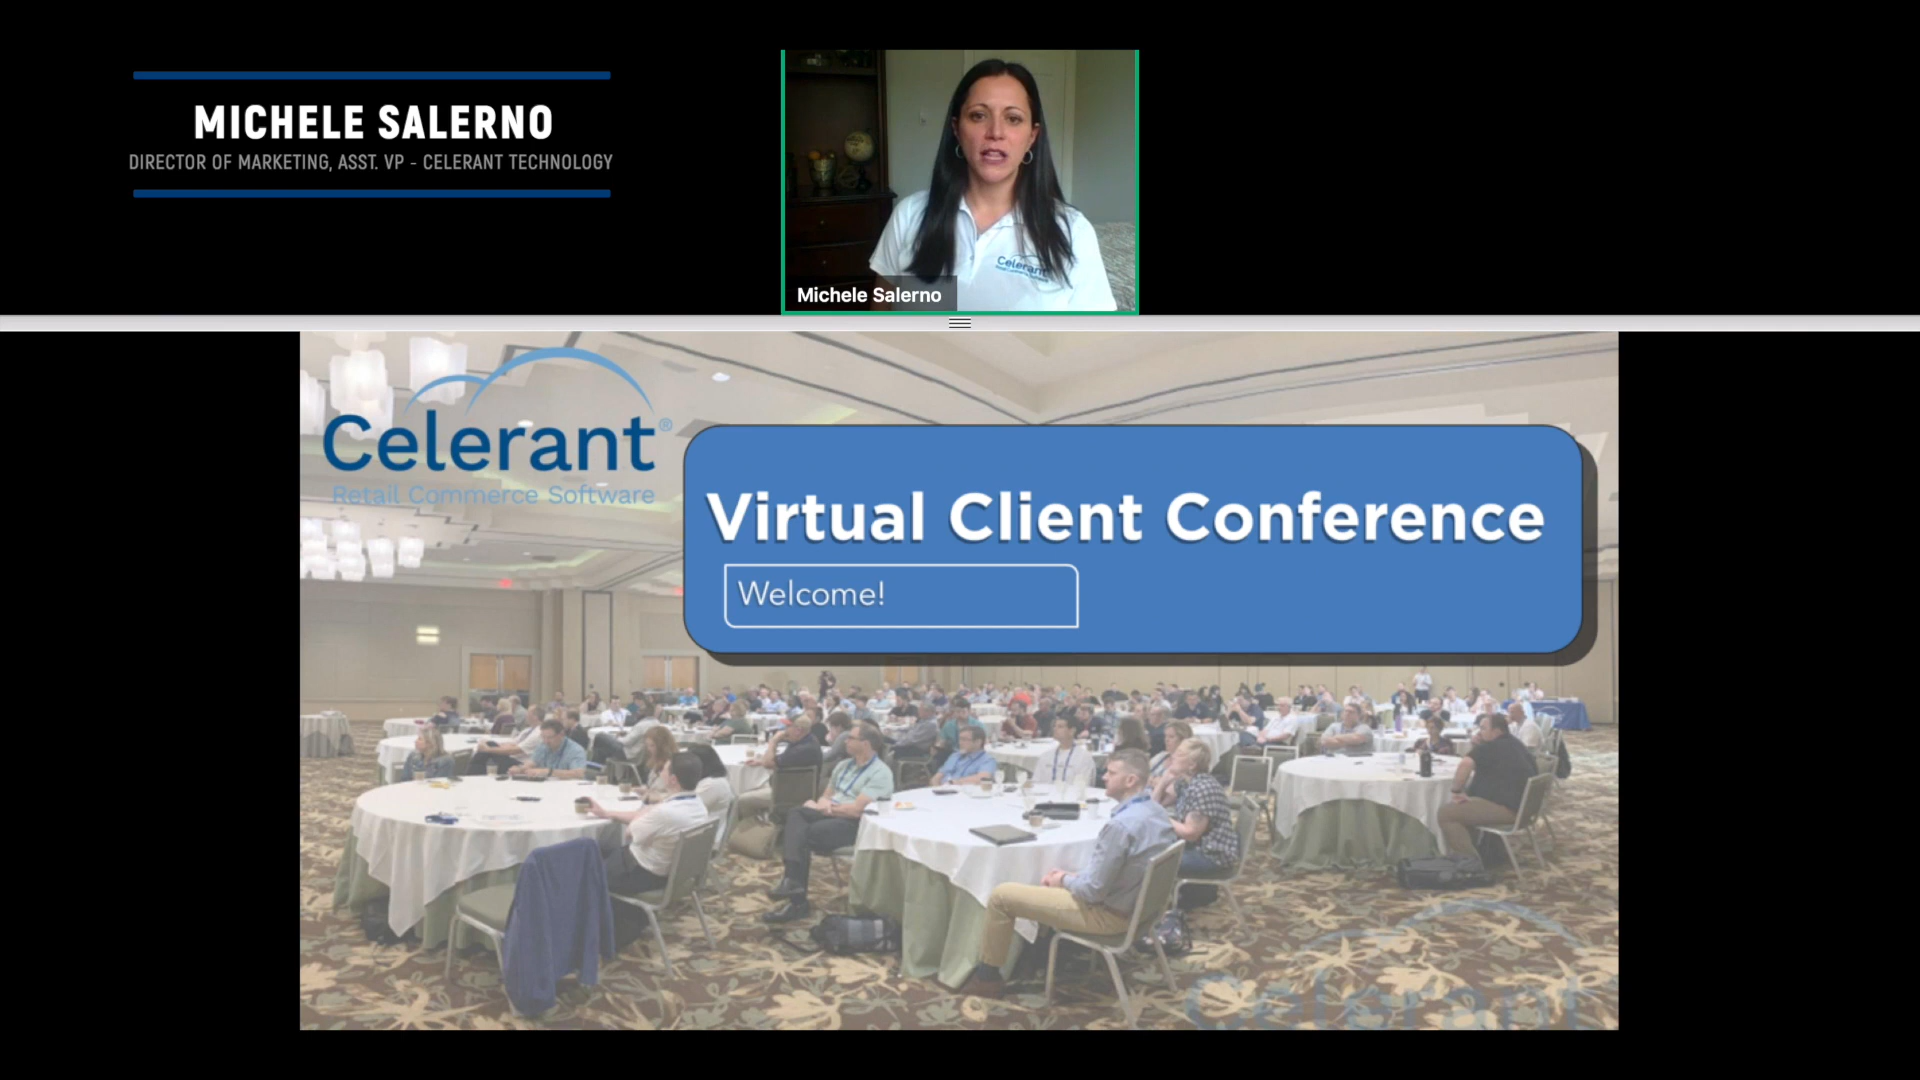 MICHELE SALERNO
DIRECTOR OF MARKETING, ASST. VP - CELERANT TECHNOLOGY
Celerant
Michele Salerno
Celerant®
Retail Commerce Software
Virtual Client Conference
Welcome!
Celerant